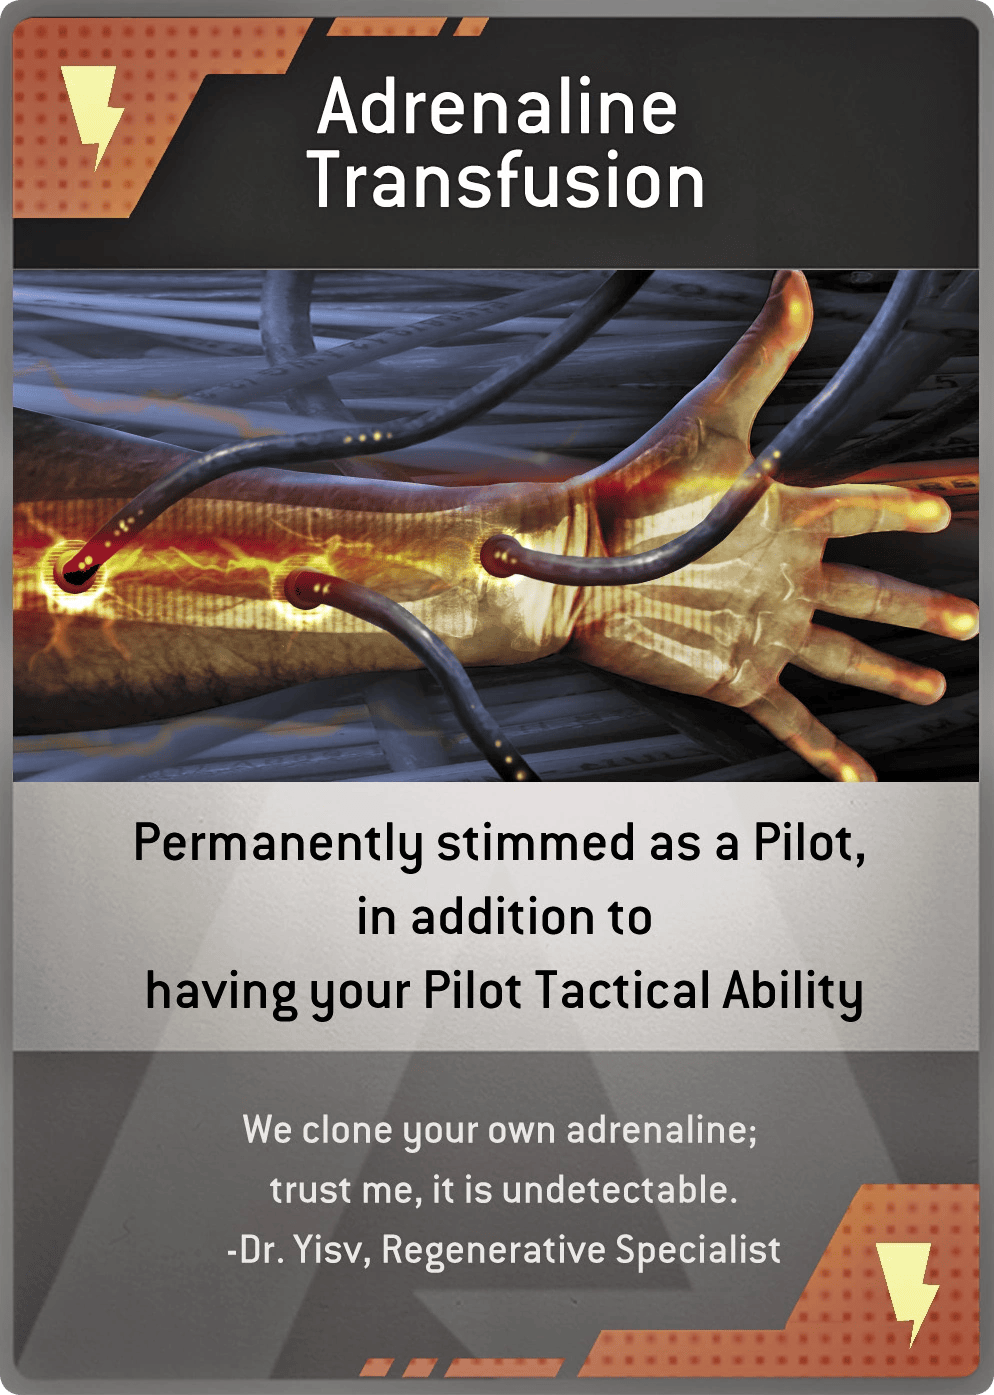 Adrenaline
Transfusion
Permanently stimmed as a Pilot,
in addition to
having your Pilot Tactical Ability
We clone your own adrenaline;
trust me, it is undetectable.
-Dr. Yisv, Regenerative Specialist